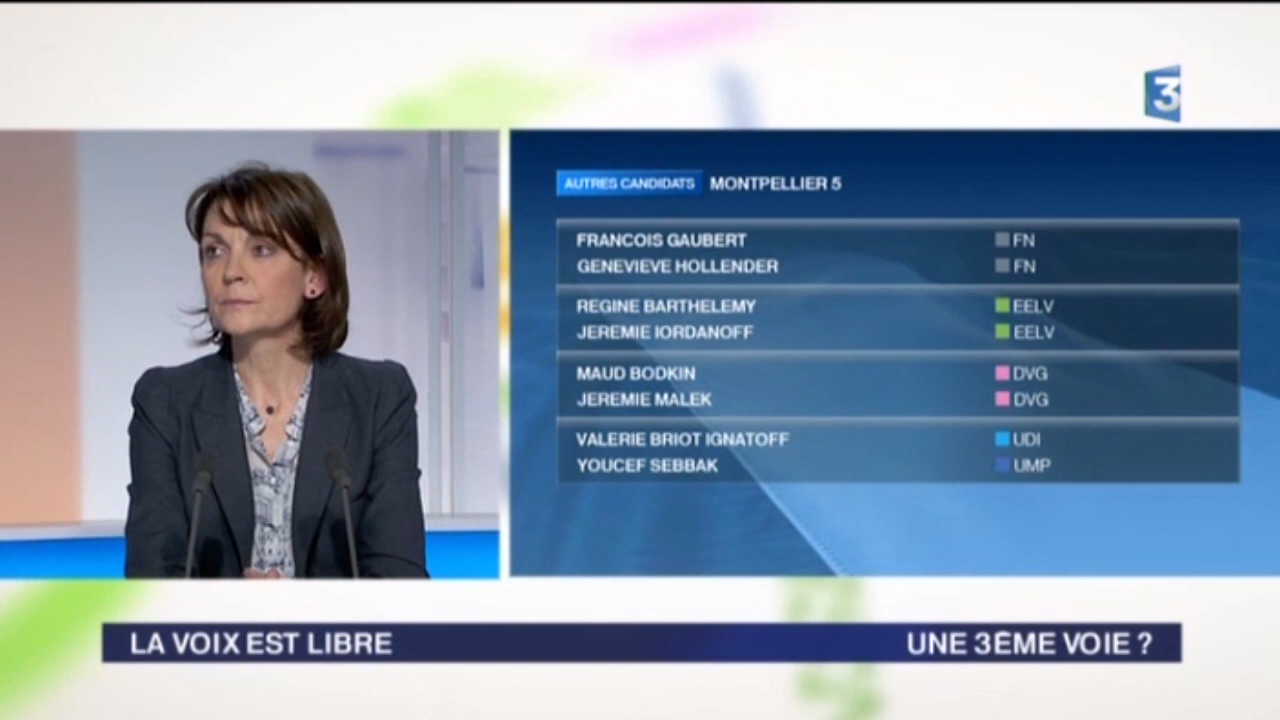 3
AUTRES CANDIDATS MONTPELLIER 5
FRANCOIS GAUBERT FN
GENEVIEVE HOLLENDER FN
REGINE BARTHELEMY EELV
JEREMIE IORDANOFF EELV
MAUD BODKIN DVG
JEREMIE MALEK DVG
VALERIE BRIOT IGNATOFF UDI
YOUCEF SEBBAK UMP
LA VOIX EST LIBRE UNE 3ÈME VOIE ?